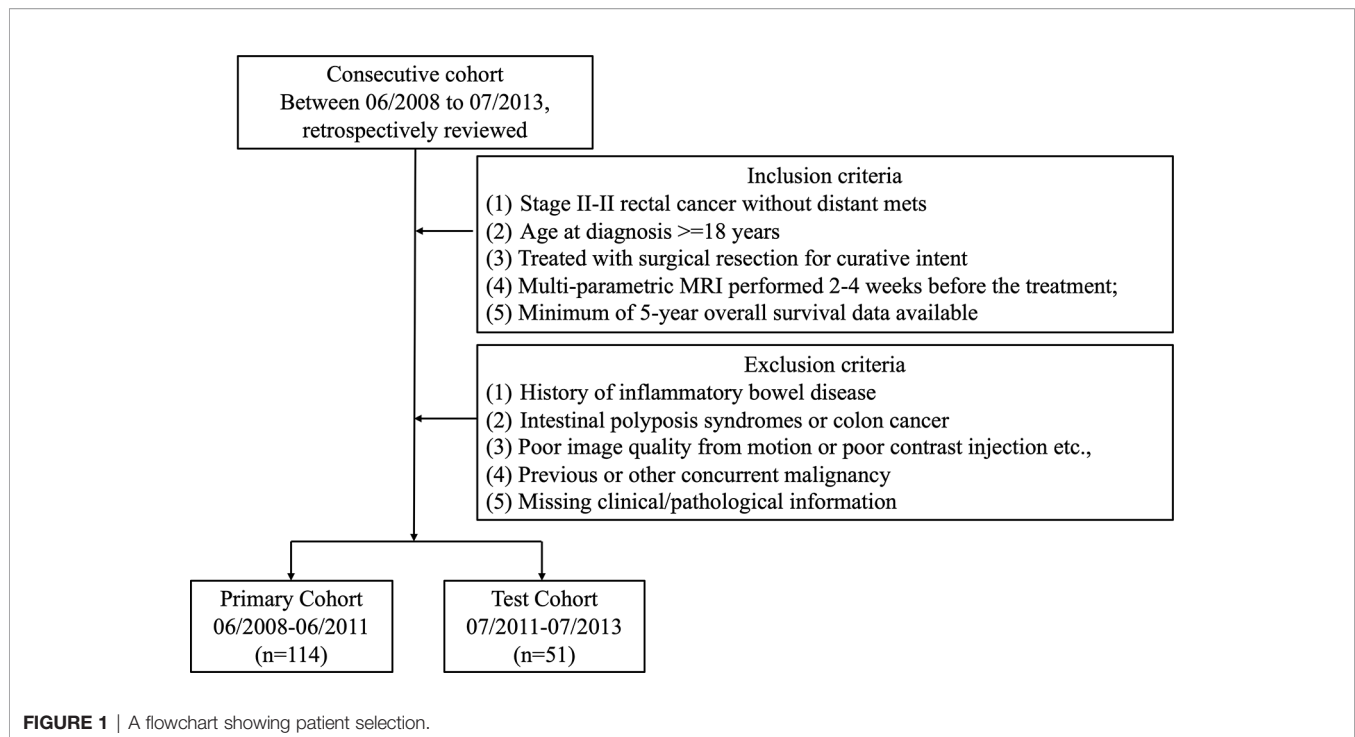 Consecutive cohort
Between 06/2008 to 07/2013,
retrospectively reviewed
Inclusion criteria
(1) Stage II-II rectal cancer without distant mets
(2) Age at diagnosis >=18 years
(3) Treated with surgical resection for curative intent
(4) Multi-parametric MRI performed 2-4 weeks before the treatment;
(5) Minimum of 5-year overall survival data available
Exclusion criteria
(1) History of inflammatory bowel disease
(2) Intestinal polyposis syndromes or colon cancer
(3) Poor image quality from motion or poor contrast injection etc.,
(4) Previous or other concurrent malignancy
(5) Missing clinical/pathological information
Primary Cohort
06/2008-06/2011
(n=114)
Test Cohort
07/2011-07/2013
(n=51)
FIGURE 1 | A flowchart showing patient selection.